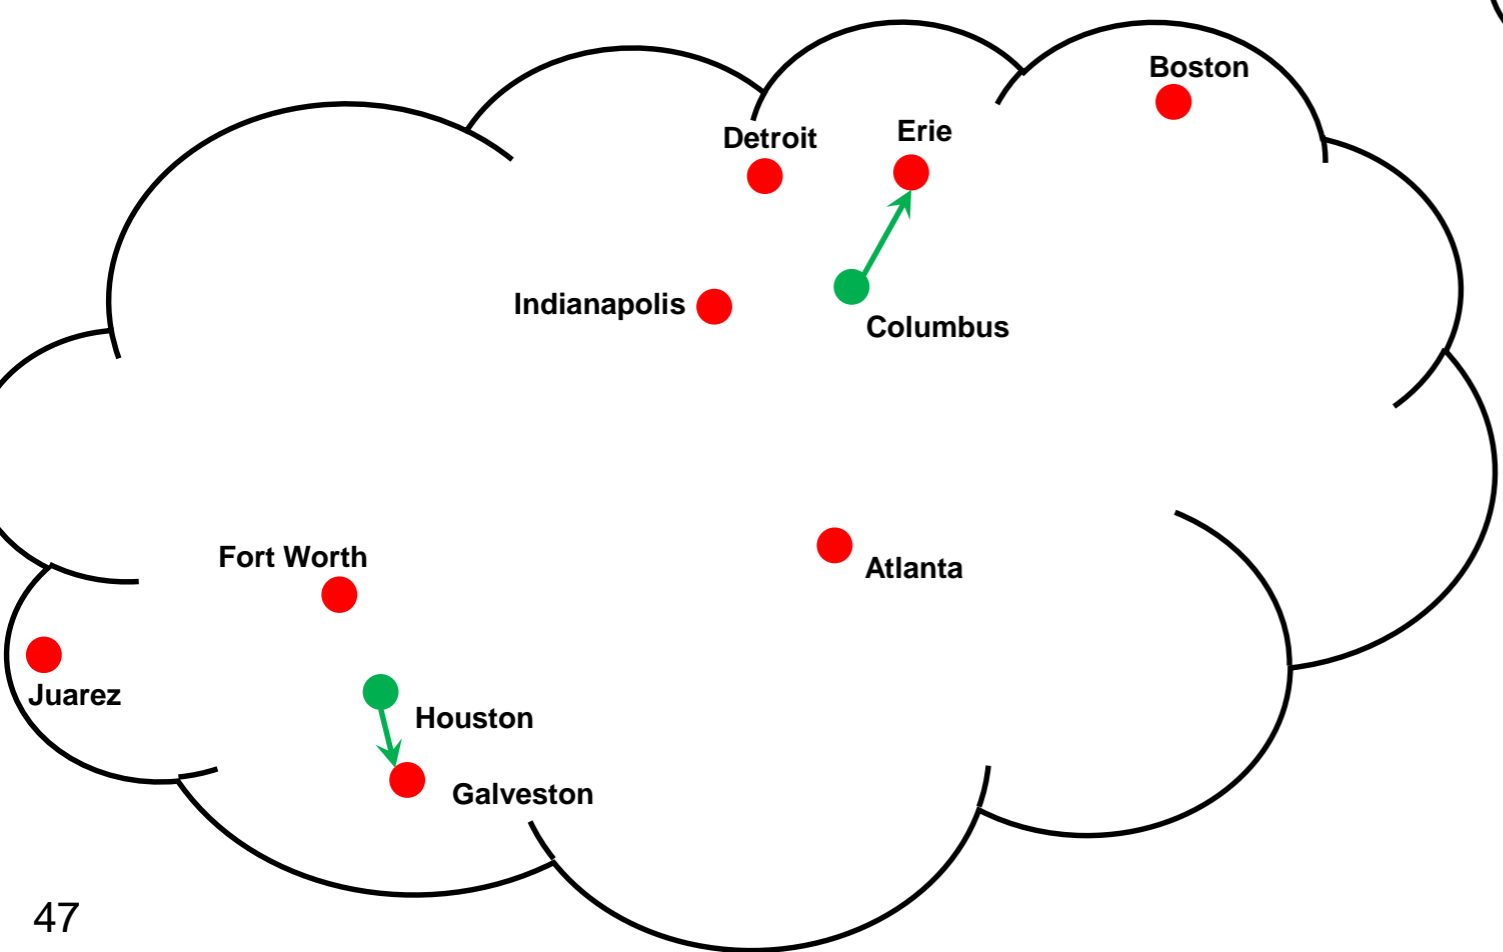 Boston
Detroit
Erie
Indianapolis
Columbus
Fort Worth
Atlanta
Juarez
Houston
Galveston
47